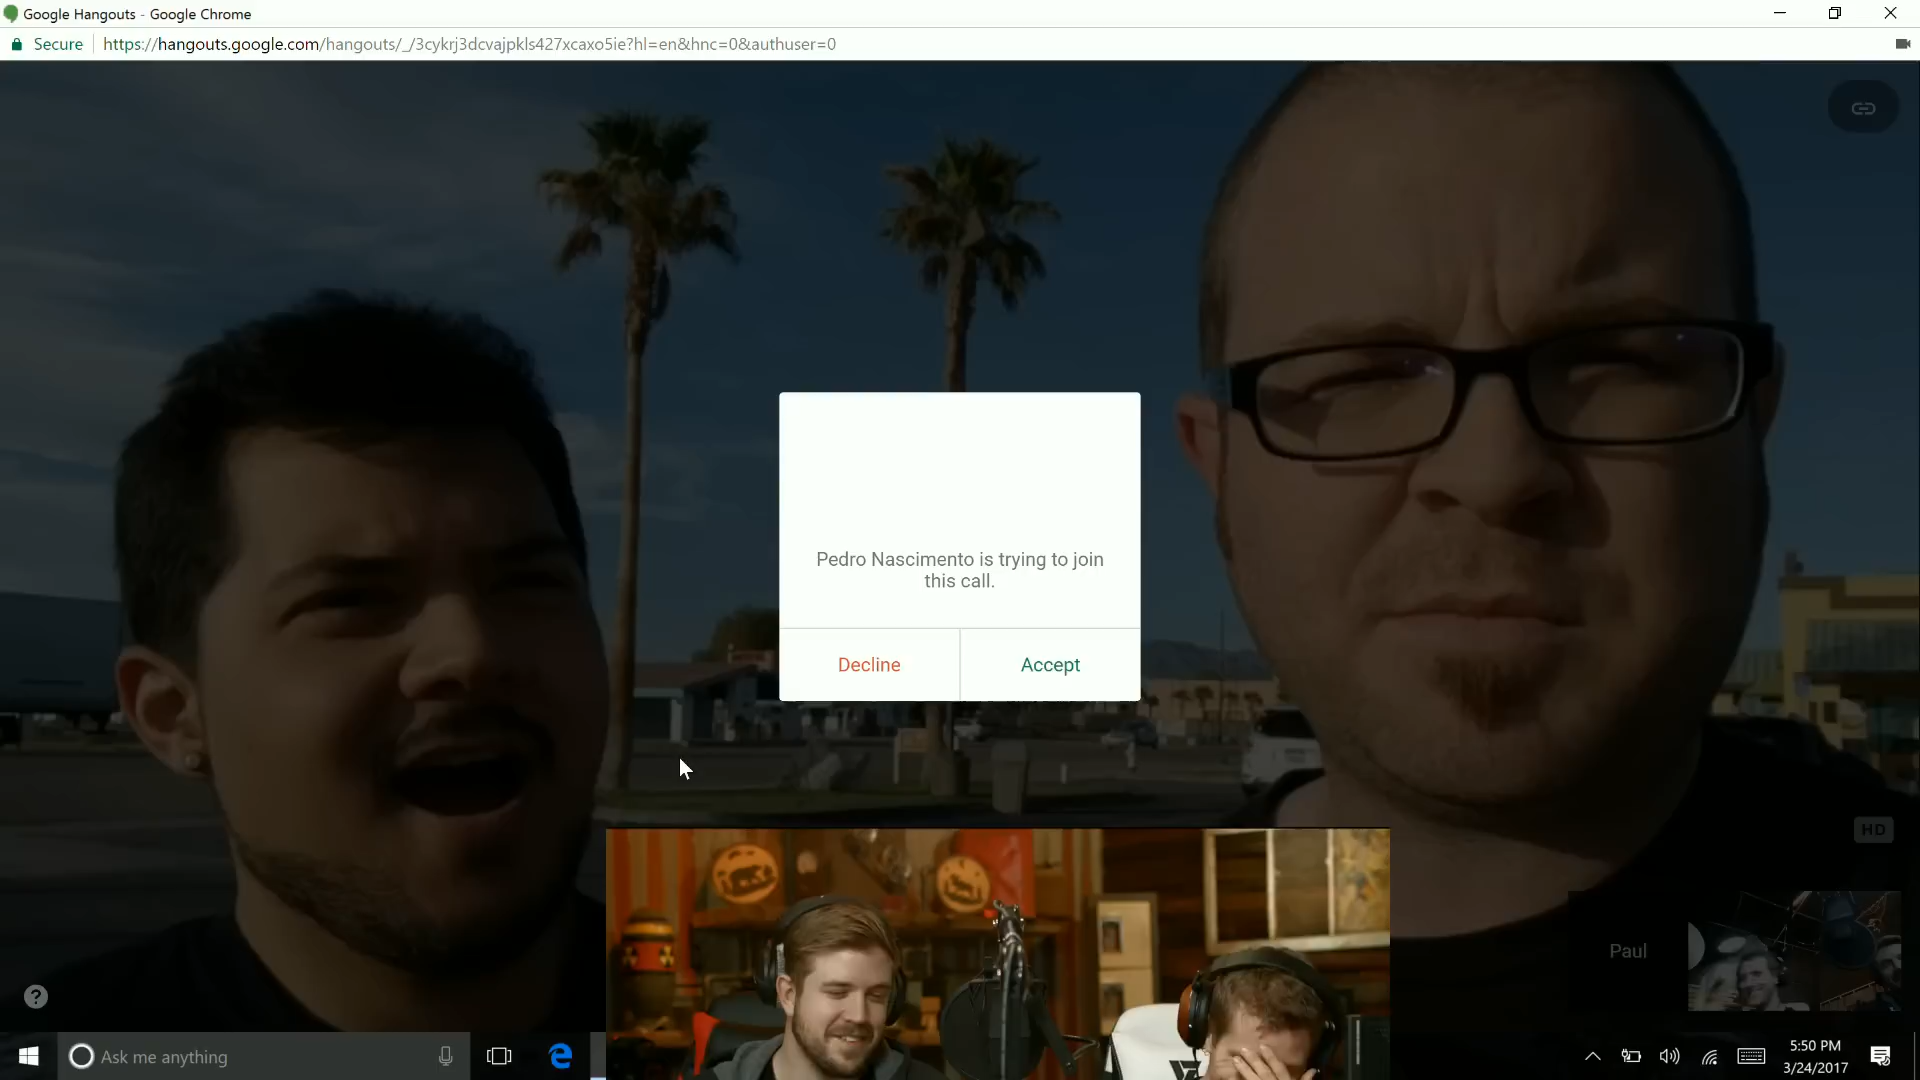 Google Hangouts - Google Chrome
Secure
https://hangouts.google.com/hangouts/_/3cykrj3dcvajpkls427xcaxo5ie?hl=en&hnc=0&authuser=0
Pedro Nascimento is trying to join
this call.
Decline
Accept
HD
Paul
?
Ask me anything
5:50 PM
3/24/2017